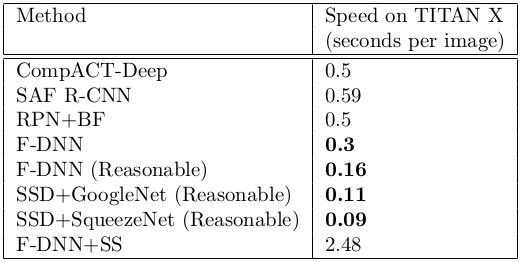 Method Speed on TITAN X
(seconds per image)
CompACT-Deep 0.5
SAF R-CNN 0.59
RPN+BF 0.5
F-DNN 0.3
F-DNN (Reasonable) 0.16
SSD+GoogleNet (Reasonable) 0.11
SSD+SqueezeNet (Reasonable) 0.09
F-DNN+SS 2.48